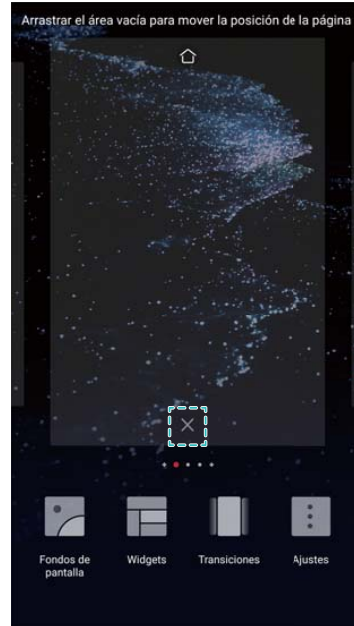 Arrastrar el área vacía para mover la posición de la página
Fondos de
pantalla
Widgets
Transiciones
Ajustes